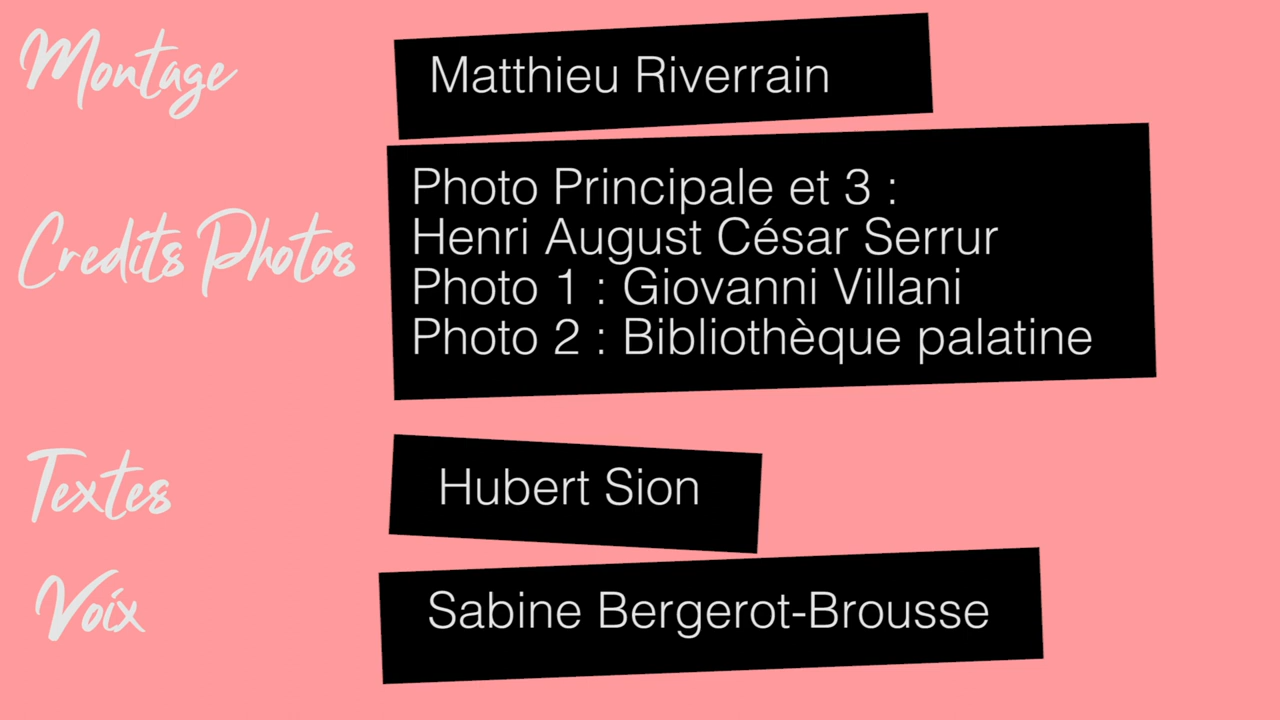 Montage
Matthieu Riverrain
Credits Photos
Photo Principale et 3 :
Henri August César Serrur
Photo 1 : Giovanni Villani
Photo 2 : Bibliothèque palatine
Textes
Hubert Sion
Voix
Sabine Bergerot-Brousse